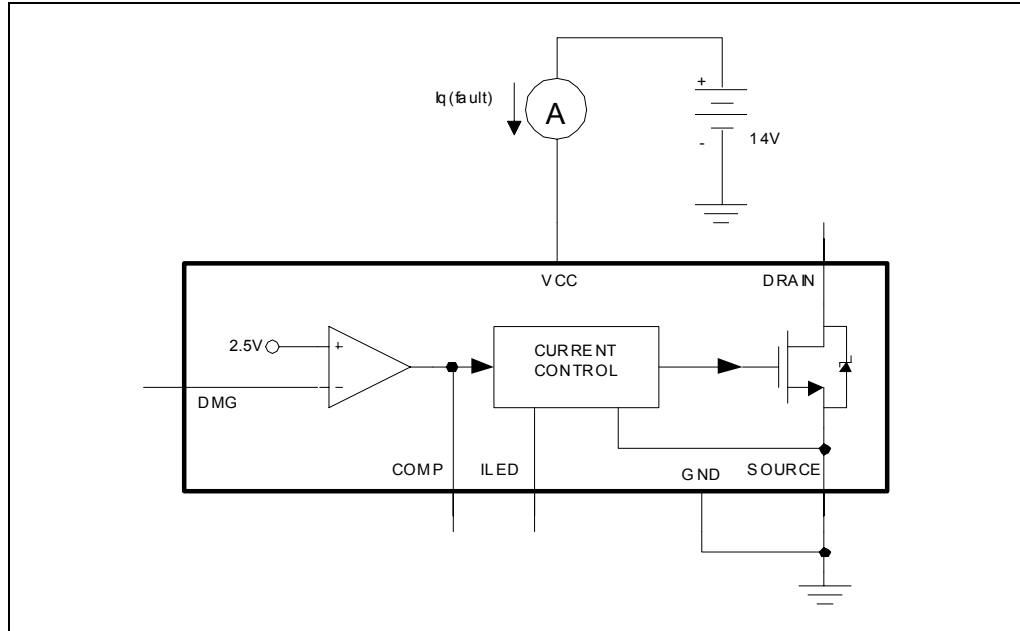 Iq(fault)
A
+
-
14V
VCC
DRAIN
2.5V
+
-
CURRENT
CONTROL
DMG
COMP
ILED
GND
SOURCE